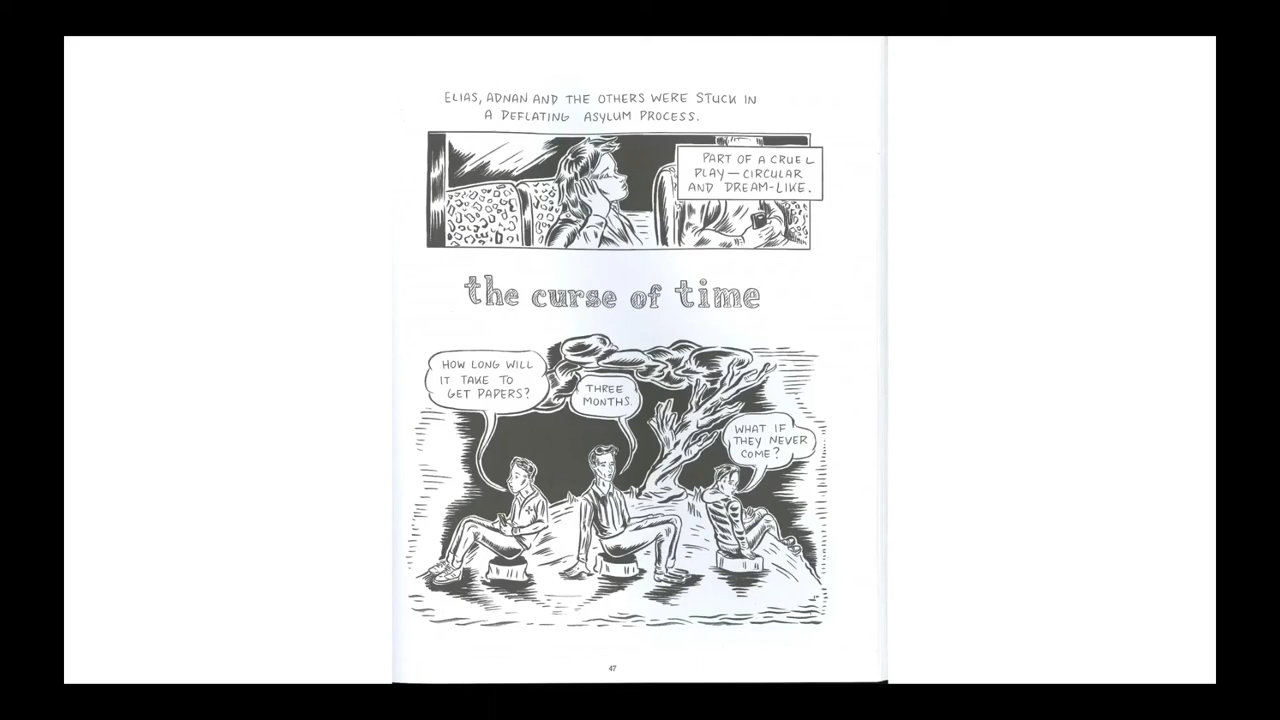 ELIAS, ADNAN AND THE OTHERS WERE STUCK IN
A DEFLATING ASYLUM PROCESS.
PART OF A CRUEL
PLAY—CIRCULAR
AND DREAM-LIKE.
the curse of time
HOW LONG WILL
IT TAKE TO
GET PAPERS?
THREE
MONTHS.
WHAT IF
THEY NEVER
COME?
47